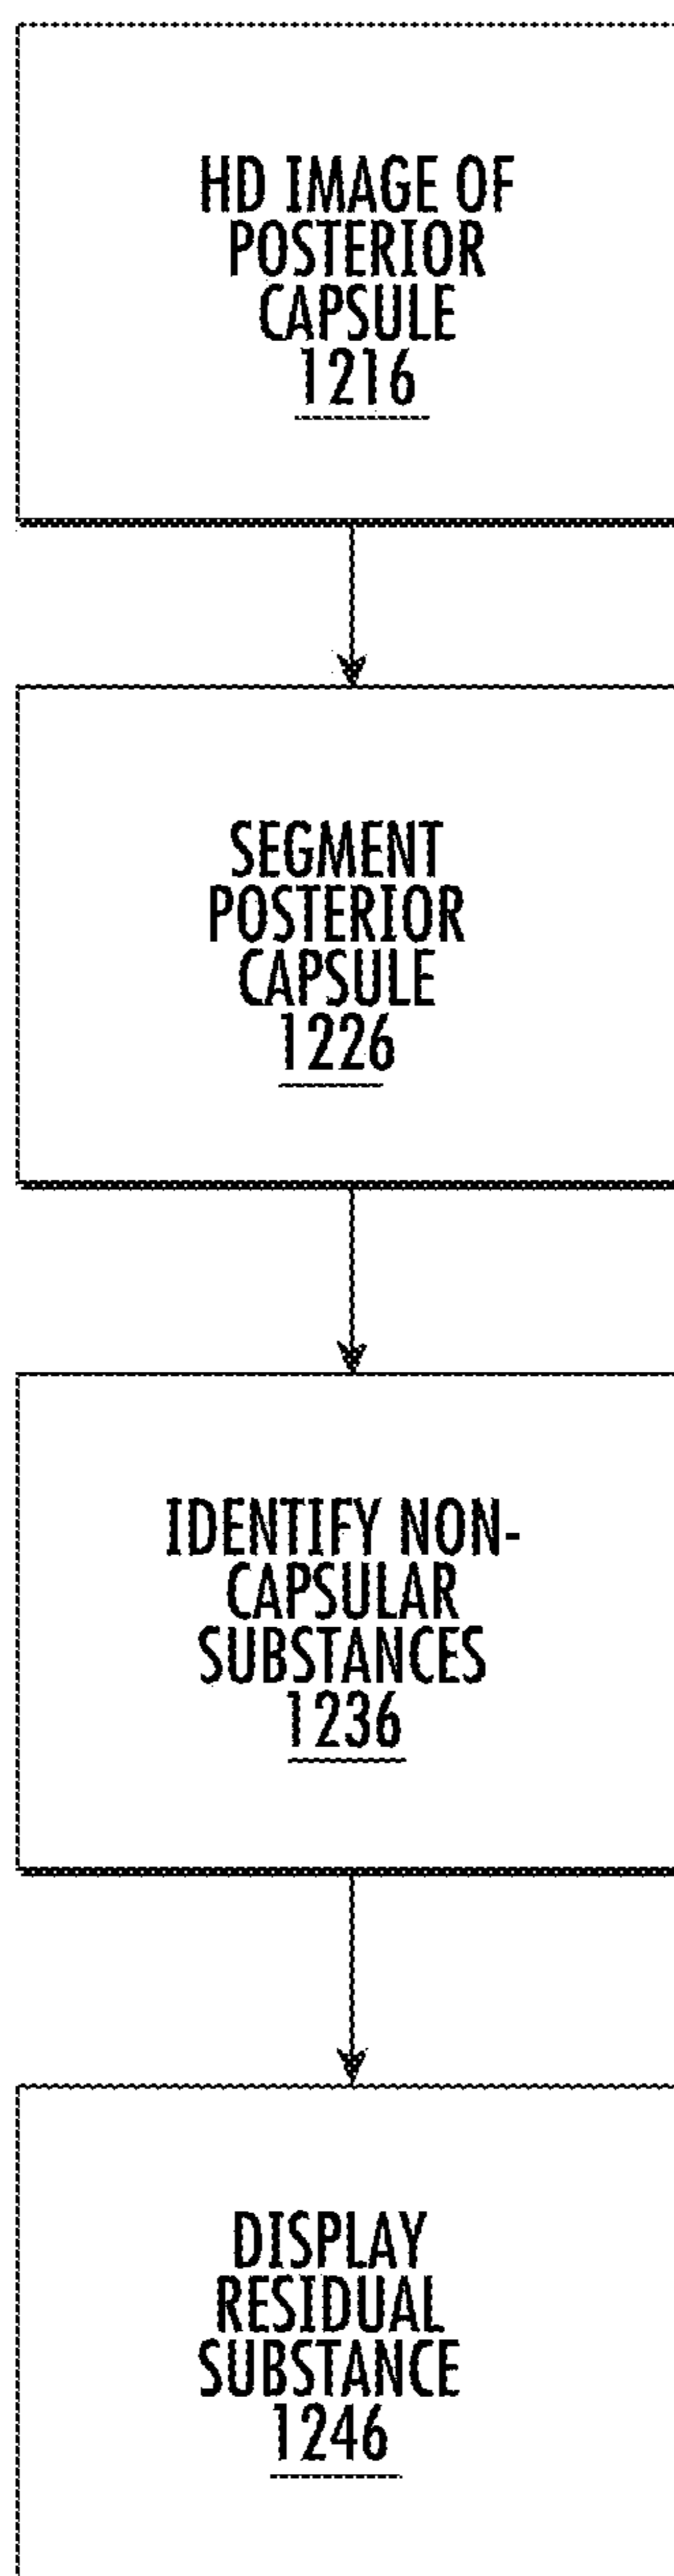 HD IMAGE OF
POSTERIOR
CAPSULE
1216
SEGMENT
POSTERIOR
CAPSULE
1226
IDENTIFY NON-
CAPSULAR
SUBSTANCES
1236
DISPLAY
RESIDUAL
SUBSTANCE
1246